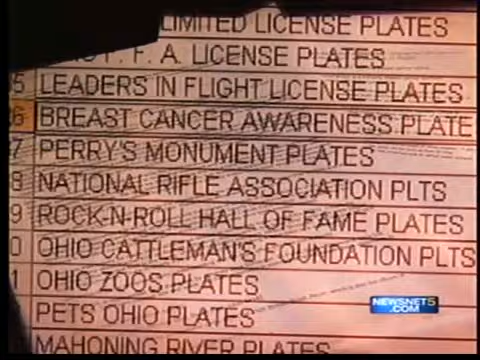 LIMITED LICENSE PLATES
F. F. A. LICENSE PLATES
5 LEADERS IN FLIGHT LICENSE PLATES
6 BREAST CANCER AWARENESS PLATE
7 PERRY'S MONUMENT PLATES
8 NATIONAL RIFLE ASSOCIATION PLTS
9 ROCK-N-ROLL HALL OF FAME PLATES
0 OHIO CATTLEMAN'S FOUNDATION PLTS
1 OHIO ZOOS PLATES
PETS OHIO PLATES
MAHONING RIVER PLATES
NEWSNET5
.COM